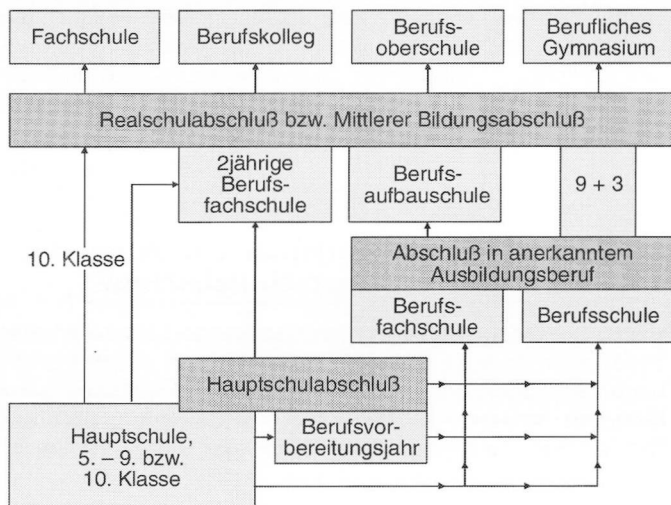 Fachschule
Berufskolleg
Berufs-
oberschule
Berufliches
Gymnasium
Realschulabschluß bzw. Mittlerer Bildungsabschluß
2jährige
Berufs-
fachschule
Berufs-
aufbauschule
9 + 3
10. Klasse
Abschluß in anerkanntem
Ausbildungsberuf
Berufs-
fachschule
Berufsschule
Hauptschulabschluß
Hauptschule,
5. – 9. bzw.
10. Klasse
Berufsvor-
bereitungsjahr